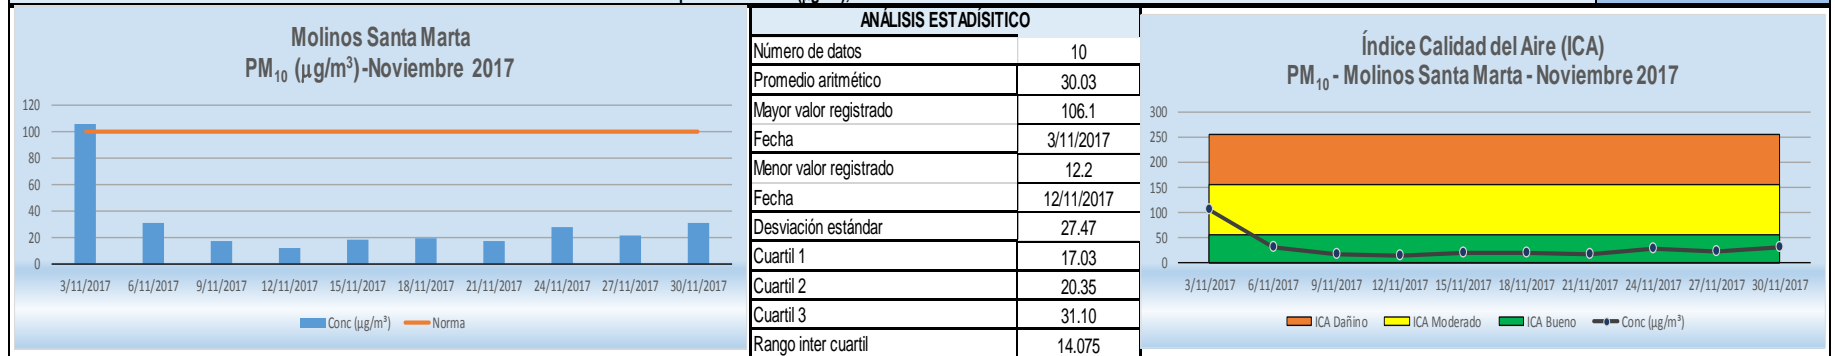 Molinos Santa Marta
PM₁₀ (µg/m³)-Noviembre 2017
120
100
80
60
40
20
0
3/11/2017 6/11/2017 9/11/2017 12/11/2017 15/11/2017 18/11/2017 21/11/2017 24/11/2017 27/11/2017 30/11/2017
Conc (µg/m³) Norma
ANÁLISIS ESTADÍSITICO
Número de datos 10
Promedio aritmético 30.03
Mayor valor registrado 106.1
Fecha 3/11/2017
Menor valor registrado 12.2
Fecha 12/11/2017
Desviación estándar 27.47
Cuartil 1 17.03
Cuartil 2 20.35
Cuartil 3 31.10
Rango inter cuartil 14.075
Índice Calidad del Aire (ICA)
PM₁₀ - Molinos Santa Marta - Noviembre 2017
300
250
200
150
100
50
0
3/11/2017 6/11/2017 9/11/2017 12/11/2017 15/11/2017 18/11/2017 21/11/2017 24/11/2017 27/11/2017 30/11/2017
ICA Dañino ICA Moderado ICA Bueno Conc (µg/m³)